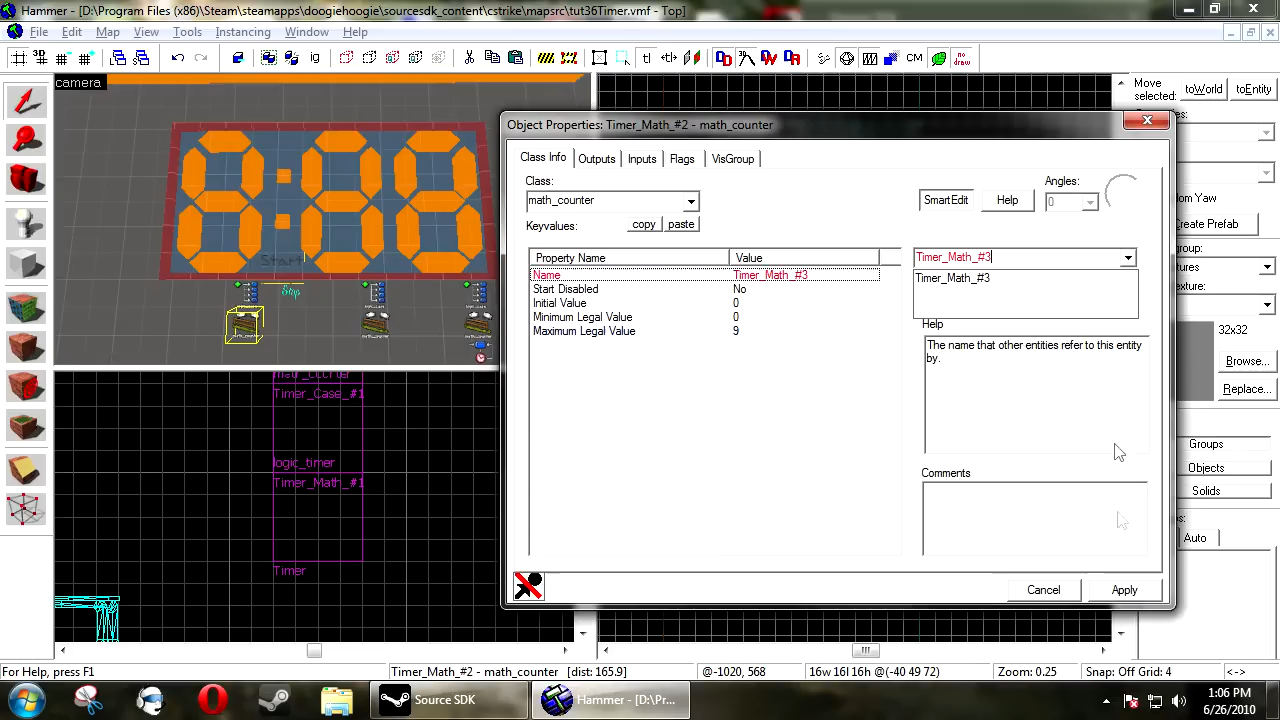 Hammer - [D:\Program Files (x86)\Steam\steamapps\doogiehoogie\sourcesdk_content\cstrike\mapsrc\tut36Timer.vmf - Top]
File Edit Map View Tools Instancing Window Help
3D ig tl CM no draw
camera
Start
Stop
Timer_Case_#1
logic_timer
Timer_Math_#1
Timer
Object Properties: Timer_Math_#2 - math_counter
Class Info Outputs Inputs Flags VisGroup
Class:
math_counter
Keyvalues: copy paste
SmartEdit Help
Angles:
0
Property Name Value
Name Timer_Math_#3
Start Disabled No
Initial Value 0
Minimum Legal Value 0
Maximum Legal Value 9
Timer_Math_#3
Timer_Math_#3
Help
The name that other entities refer to this entity
by.
Comments
Cancel Apply
Move
selected:
toWorld toEntity
Create Prefab
32x32
Browse...
Replace...
Groups
Objects
Solids
Auto
For Help, press F1 Timer_Math_#2 - math_counter [dist: 165.9] @-1020, 568 16w 16l 16h @(-40 49 72) Zoom: 0.25 Snap: Off Grid: 4 <->
Source SDK
Hammer - [D:\Pr...
1:06 PM
6/26/2010